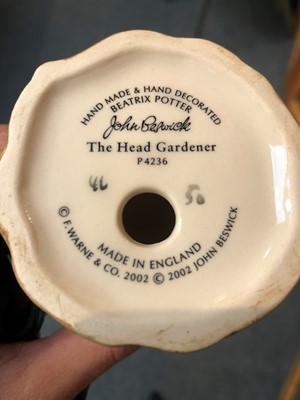 HAND MADE & HAND DECORATED
BEATRIX POTTER
John Beswick
The Head Gardener
P4236
50
MADE IN ENGLAND
© F. WARNE & CO. 2002 © 2002 JOHN BESWICK